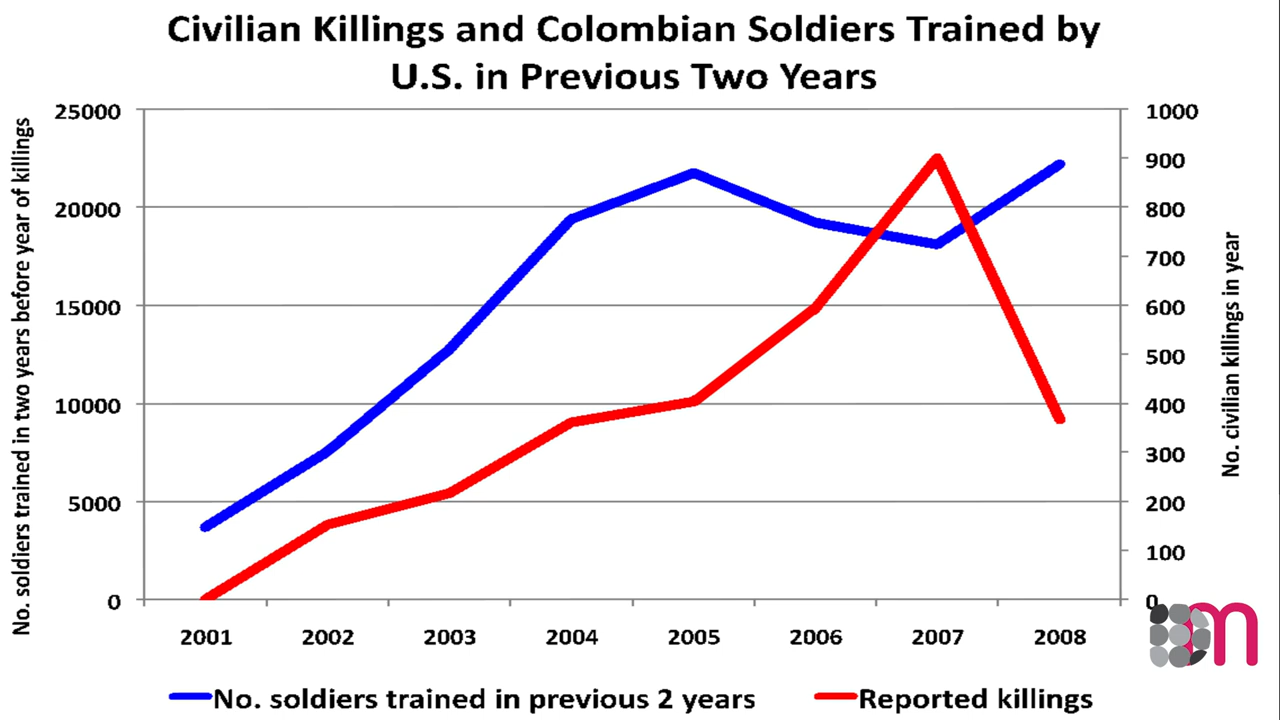 Civilian Killings and Colombian Soldiers Trained by
U.S. in Previous Two Years
No. soldiers trained in two years before year of killings
25000
20000
15000
10000
5000
0
1000
900
800
700
600
500
400
300
200
100
0
No. civilian killings in year
2001 2002 2003 2004 2005 2006 2007 2008
No. soldiers trained in previous 2 years Reported killings
m